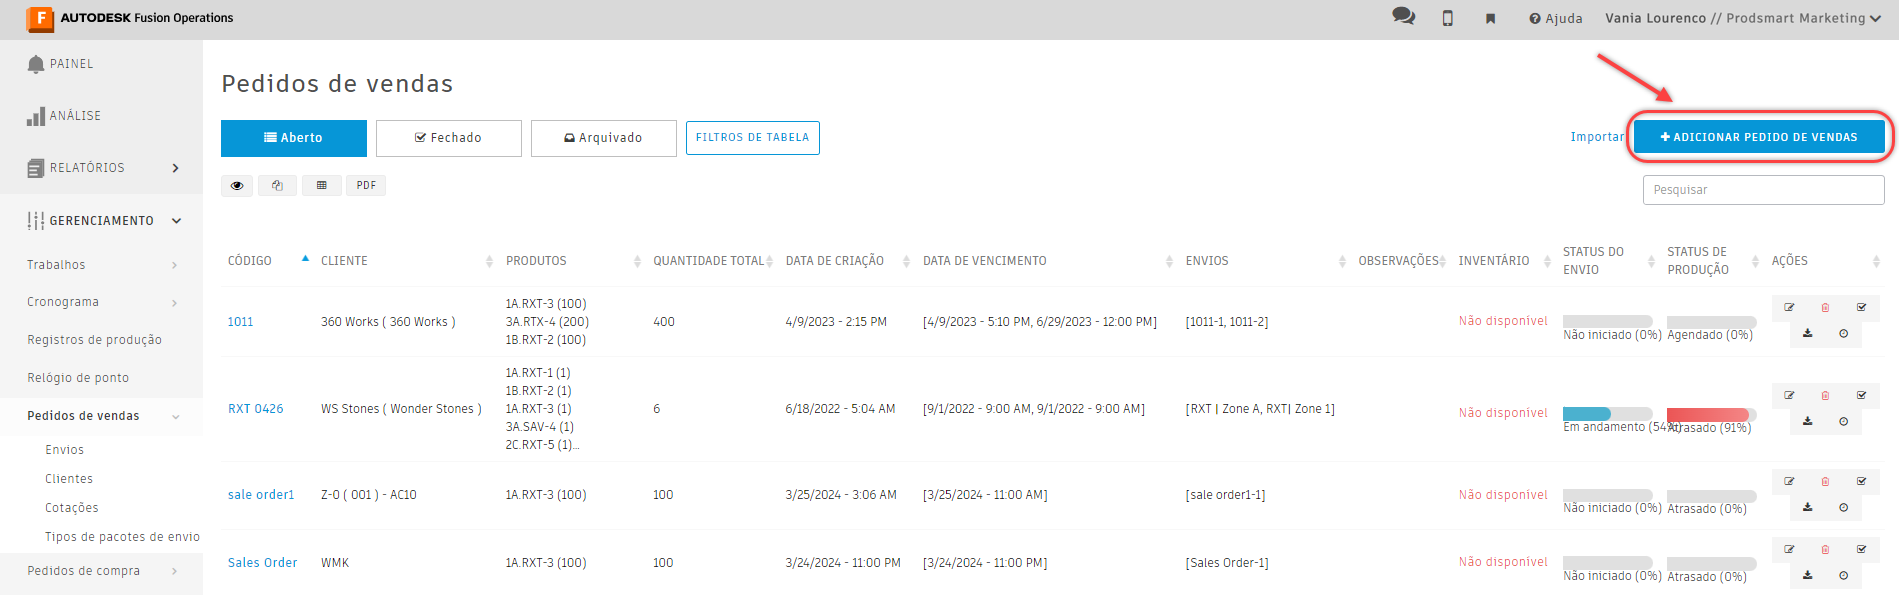 F AUTODESK Fusion Operations
Ajuda
Vania Lourenco // Prodsmart Marketing
PAINEL
ANÁLISE
RELATÓRIOS
GERENCIAMENTO
Trabalhos
Cronograma
Registros de produção
Relógio de ponto
Pedidos de vendas
Envios
Clientes
Cotações
Tipos de pacotes de envio
Pedidos de compra
Pedidos de vendas
Aberto
Fechado
Arquivado
FILTROS DE TABELA
Importar
ADICIONAR PEDIDO DE VENDAS
PDF
Pesquisar
CÓDIGO CLIENTE PRODUTOS QUANTIDADE TOTAL DATA DE CRIAÇÃO DATA DE VENCIMENTO ENVIOS OBSERVAÇÕES INVENTÁRIO
STATUS DO
ENVIO
STATUS DE
PRODUÇÃO
AÇÕES
1011
360 Works ( 360 Works )
1A.RXT-3 (100)
3A.RTX-4 (200)
1B.RXT-2 (100)
400
4/9/2023 - 2:15 PM
[4/9/2023 - 5:10 PM, 6/29/2023 - 12:00 PM]
[1011-1, 1011-2]
Não disponível
Não iniciado (0%)
Agendado (0%)
RXT 0426
WS Stones ( Wonder Stones )
1A.RXT-1 (1)
1B.RXT-2 (1)
1A.RXT-3 (1)
3A.SAV-4 (1)
2C.RXT-5 (1)...
6
6/18/2022 - 5:04 AM
[9/1/2022 - 9:00 AM, 9/1/2022 - 9:00 AM]
[RXT | Zone A, RXT| Zone 1]
Não disponível
Em andamento (54%)
Atrasado (91%)
sale order1
Z-0 ( 001 ) - AC10
1A.RXT-3 (100)
100
3/25/2024 - 3:06 AM
[3/25/2024 - 11:00 AM]
[sale order1-1]
Não disponível
Não iniciado (0%)
Atrasado (0%)
Sales Order
WMK
1A.RXT-3 (100)
100
3/24/2024 - 11:00 PM
[3/24/2024 - 11:00 PM]
[Sales Order-1]
Não disponível
Não iniciado (0%)
Atrasado (0%)